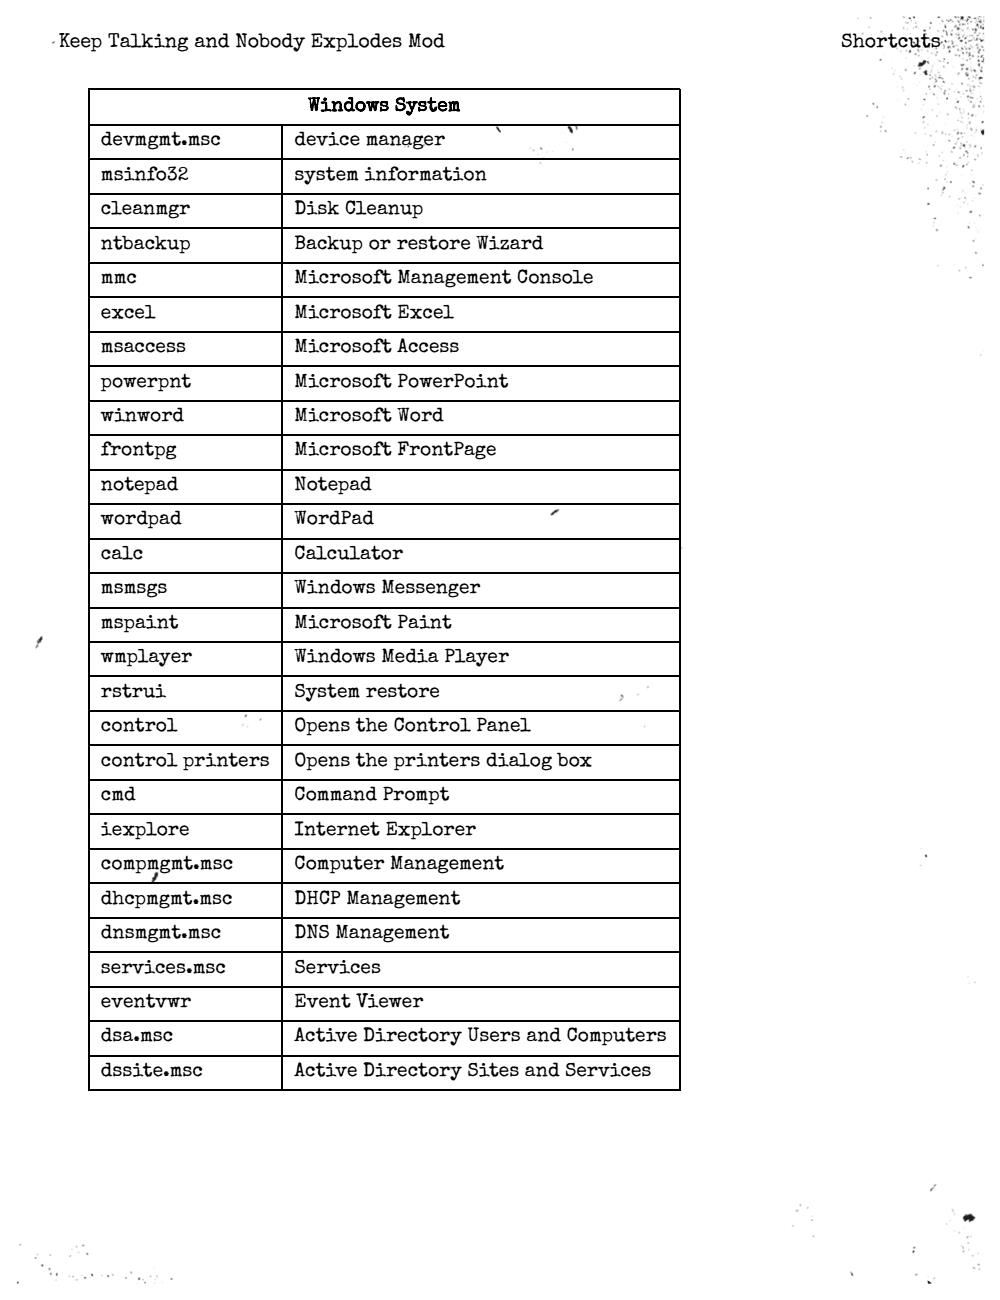 Keep Talking and Nobody Explodes Mod Shortcuts
Windows System
devmgmt.msc device manager
msinfo32 system information
cleanmgr Disk Cleanup
ntbackup Backup or restore Wizard
mmc Microsoft Management Console
excel Microsoft Excel
msaccess Microsoft Access
powerpnt Microsoft PowerPoint
winword Microsoft Word
frontpg Microsoft FrontPage
notepad Notepad
wordpad WordPad
calc Calculator
msmsgs Windows Messenger
mspaint Microsoft Paint
wmplayer Windows Media Player
rstrui System restore
control Opens the Control Panel
control printers Opens the printers dialog box
cmd Command Prompt
iexplore Internet Explorer
compmgmt.msc Computer Management
dhcpmgmt.msc DHCP Management
dnsmgmt.msc DNS Management
services.msc Services
eventvwr Event Viewer
dsa.msc Active Directory Users and Computers
dssite.msc Active Directory Sites and Services